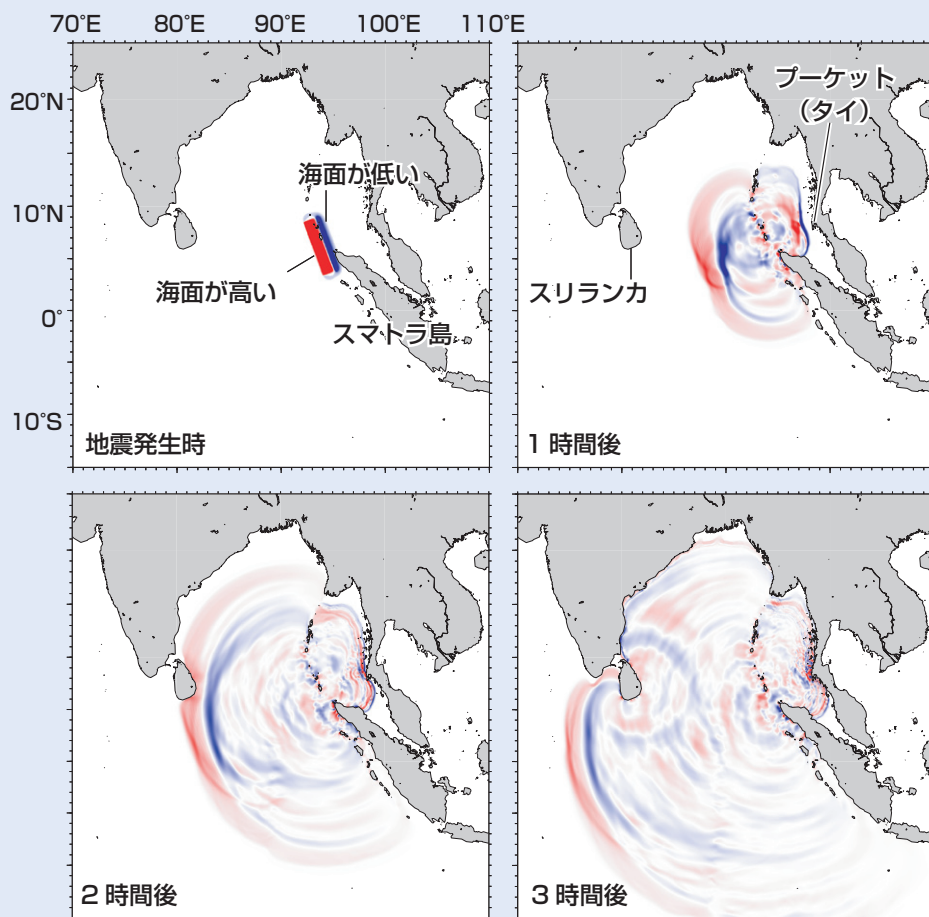 70°E 80°E 90°E 100°E 110°E
20°N
10°N
0°
10°S
海面が低い
海面が高い
スマトラ島
地震発生時
プーケット
（タイ）
スリランカ
1 時間後
2 時間後
3 時間後